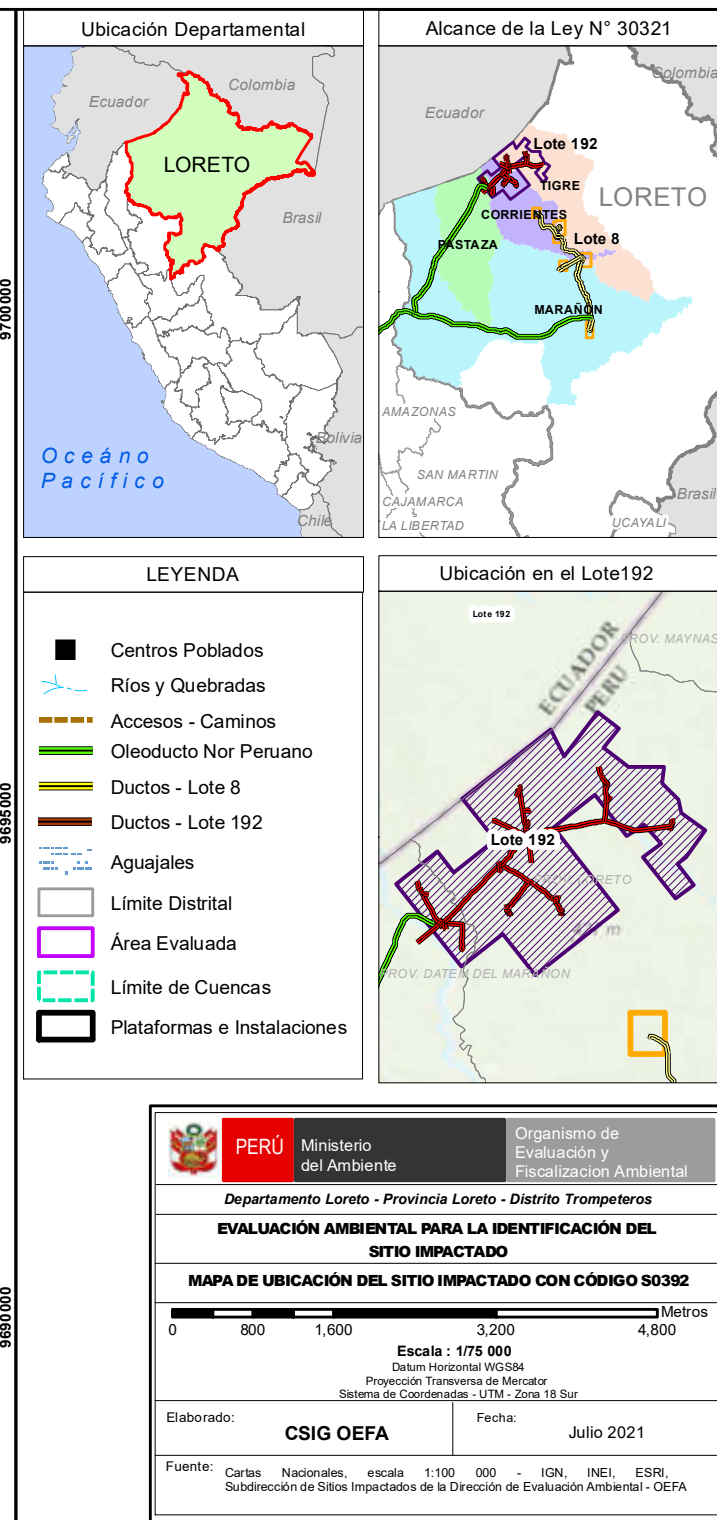 Ubicación Departamental
Colombia
Ecuador
LORETO
Brasil
Bolivia
Oceáno
Pacífico
Chile
Alcance de la Ley N° 30321
Colombia
Ecuador
Lote 192
TIGRE
LORETO
CORRIENTES
Lote 8
PASTAZA
MARAÑON
AMAZONAS
SAN MARTIN
CAJAMARCA
LA LIBERTAD
UCAYALI
Brasil
9700000
9695000
9690000
LEYENDA
Centros Poblados
Ríos y Quebradas
Accesos - Caminos
Oleoducto Nor Peruano
Ductos - Lote 8
Ductos - Lote 192
Aguajales
Límite Distrital
Área Evaluada
Límite de Cuencas
Plataformas e Instalaciones
Ubicación en el Lote192
Lote 192
PROV. MAYNAS
ECUADOR
PERU
Lote 192
PROV. LORETO
PROV. DATEM DEL MARAÑON
PERÚ
Ministerio
del Ambiente
Organismo de
Evaluación y
Fiscalizacion Ambiental
Departamento Loreto - Provincia Loreto - Distrito Trompeteros
EVALUACIÓN AMBIENTAL PARA LA IDENTIFICACIÓN DEL
SITIO IMPACTADO
MAPA DE UBICACIÓN DEL SITIO IMPACTADO CON CÓDIGO S0392
Metros
0 800 1,600 3,200 4,800
Escala : 1/75 000
Datum Horizontal WGS84
Proyección Transversa de Mercator
Sistema de Coordenadas - UTM - Zona 18 Sur
Elaborado:
CSIG OEFA
Fecha:
Julio 2021
Fuente: Cartas Nacionales, escala 1:100 000 - IGN, INEI, ESRI,
Subdirección de Sitios Impactados de la Dirección de Evaluación Ambiental - OEFA